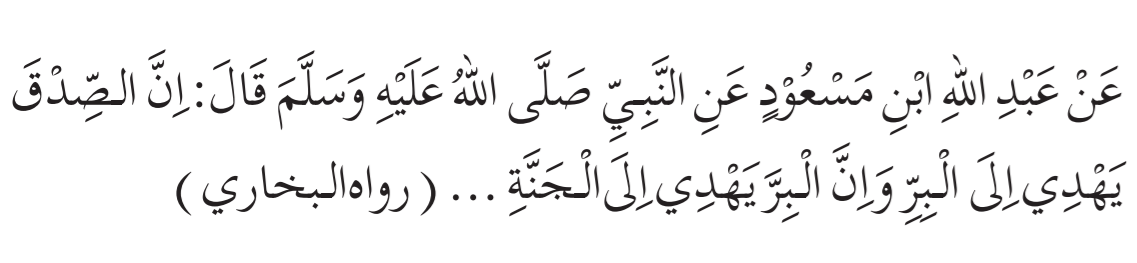 عَنْ عَبْدِ اللهِ ابْنِ مَسْعُوْدٍ عَنِ النَّبِيِّ صَلَّى اللهُ عَلَيْهِ وَسَلَّمَ قَالَ: اِنَّ الصِّدْقَ
يَهْدِي اِلَى الْبِرِّ وَاِنَّ الْبِرَّ يَهْدِي اِلَى الْجَنَّةِ ... ( رواه البخاري )